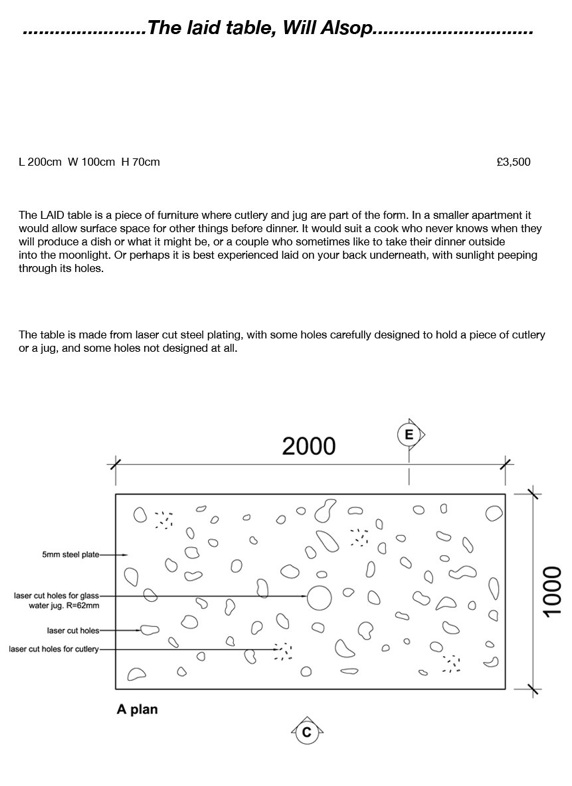 .......................The laid table, Will Alsop..............................
L 200cm  W 100cm  H 70cm £3,500
The LAID table is a piece of furniture where cutlery and jug are part of the form. In a smaller apartment it
would allow surface space for other things before dinner. It would suit a cook who never knows when they
will produce a dish or what it might be, or a couple who sometimes like to take their dinner outside
into the moonlight. Or perhaps it is best experienced laid on your back underneath, with sunlight peeping
through its holes.
The table is made from laser cut steel plating, with some holes carefully designed to hold a piece of cutlery
or a jug, and some holes not designed at all.
E
2000
5mm steel plate
laser cut holes for glass
water jug. R=62mm
laser cut holes
laser cut holes for cutlery
1000
A plan
C